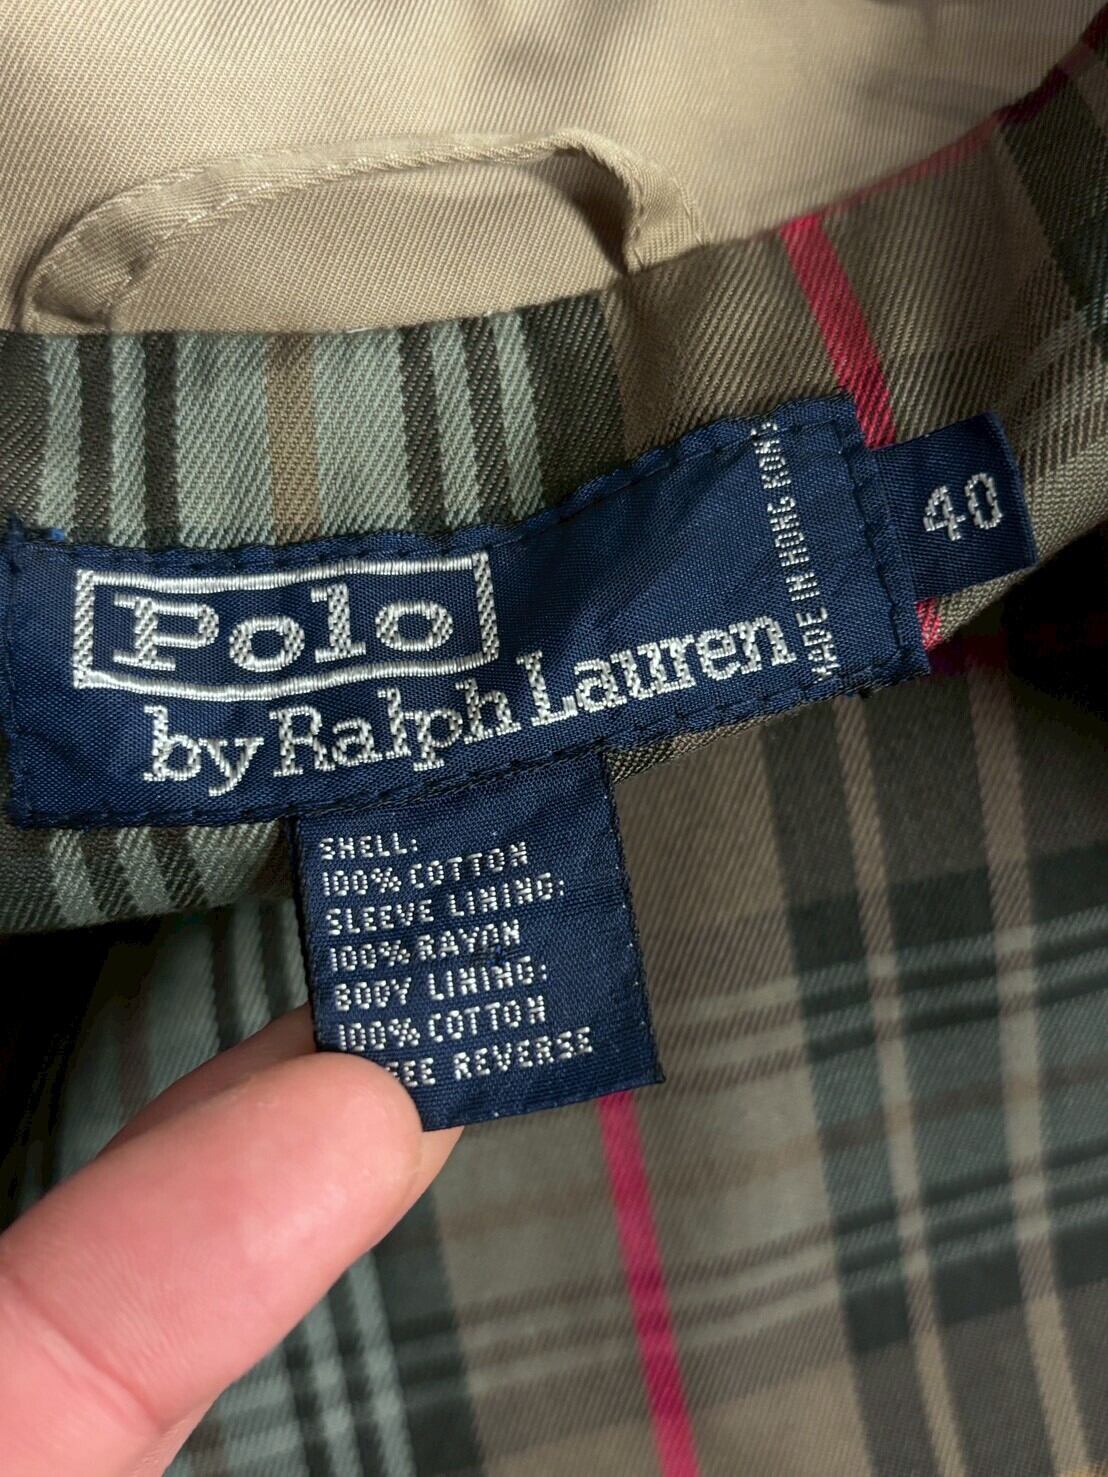 Polo
by Ralph Lauren
MADE IN HONG KONG
40
SHELL:
100% COTTON
SLEEVE LINING:
100% RAYON
BODY LINING:
100% COTTON
SEE REVERSE